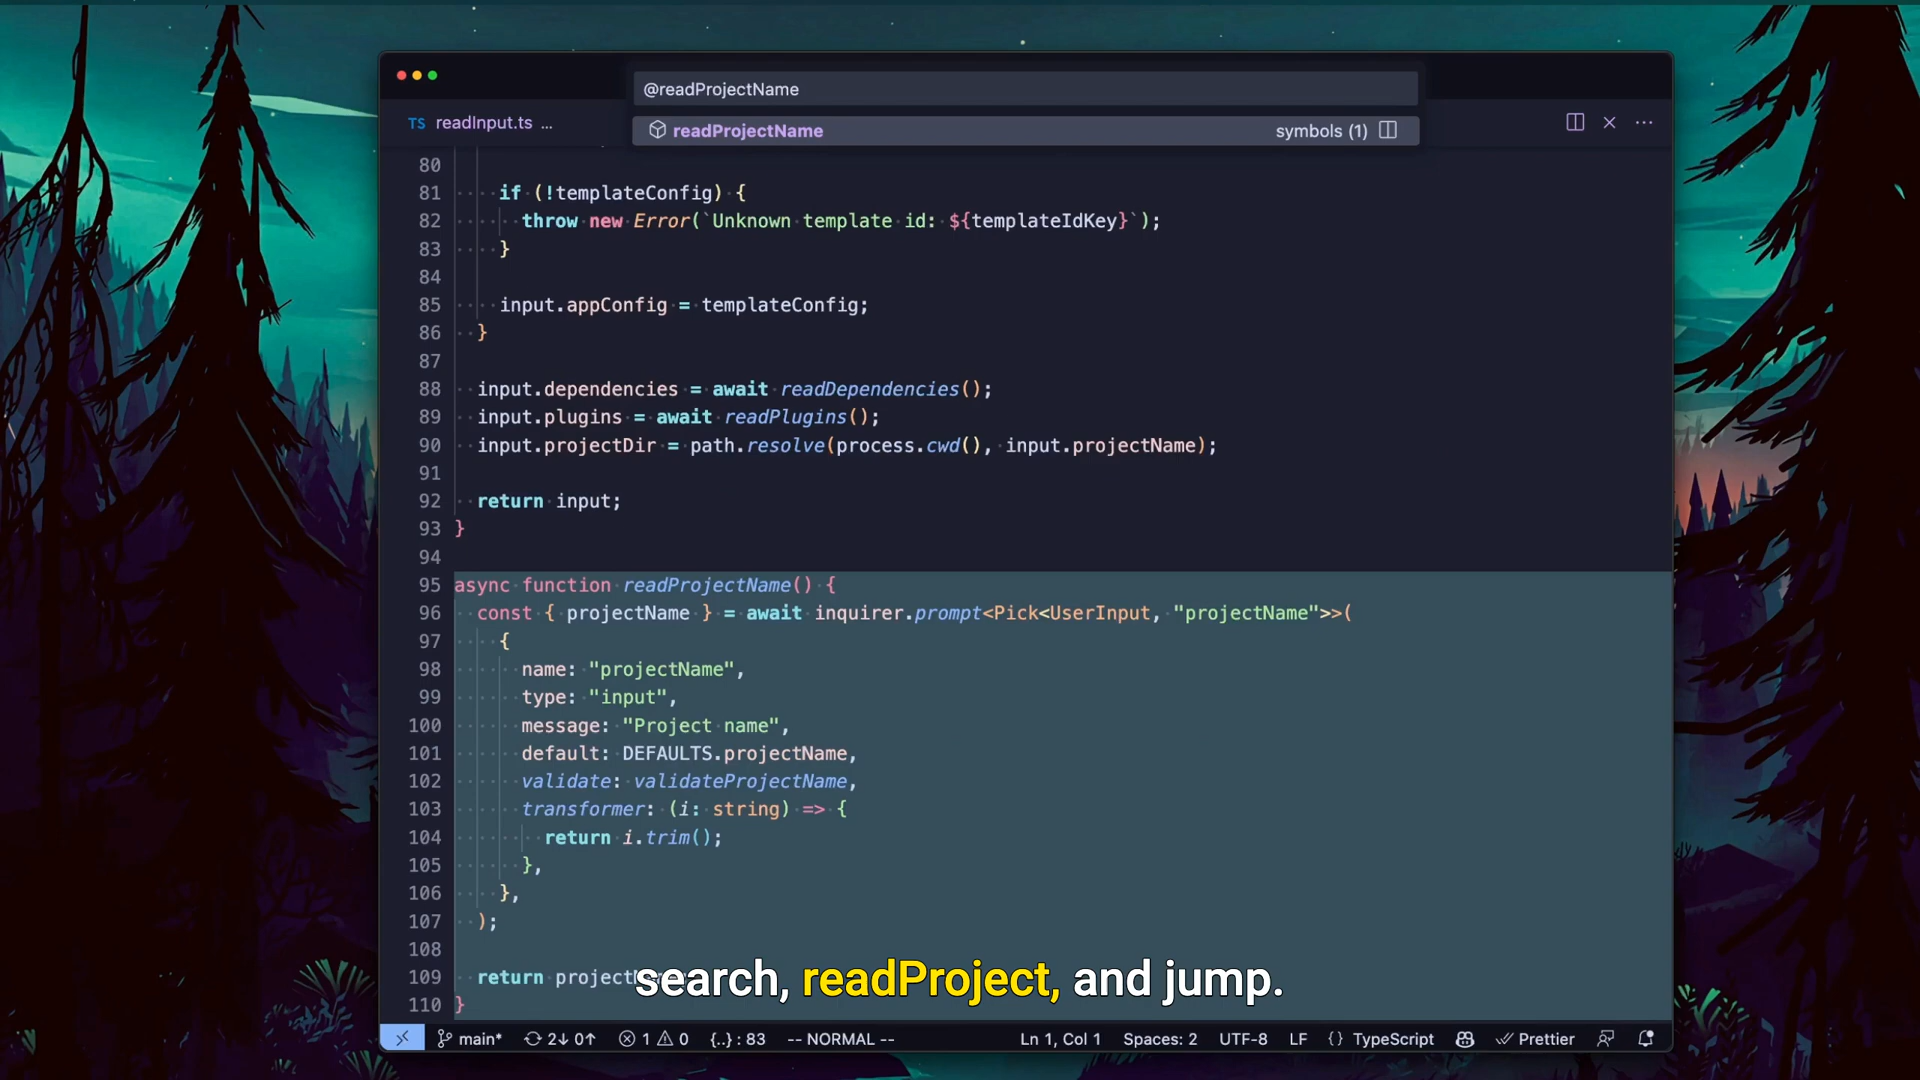 @readProjectName
TS readInput.ts ...
readProjectName symbols (1)
80
81 if (!templateConfig) {
82 throw new Error(`Unknown template id: ${templateIdKey}`);
83 }
84
85 input.appConfig = templateConfig;
86 }
87
88 input.dependencies = await readDependencies();
89 input.plugins = await readPlugins();
90 input.projectDir = path.resolve(process.cwd(), input.projectName);
91
92 return input;
93 }
94
95 async function readProjectName() {
96 const { projectName } = await inquirer.prompt<Pick<UserInput, "projectName">>(
97 {
98 name: "projectName",
99 type: "input",
100 message: "Project name",
101 default: DEFAULTS.projectName,
102 validate: validateProjectName,
103 transformer: (i: string) => {
104 return i.trim();
105 },
106 },
107 );
108
109 return
search, readProject, and jump.
110 }
main* 2↓ 0↑ 1 0 {..} : 83 -- NORMAL -- Ln 1, Col 1 Spaces: 2 UTF-8 LF {} TypeScript Prettier